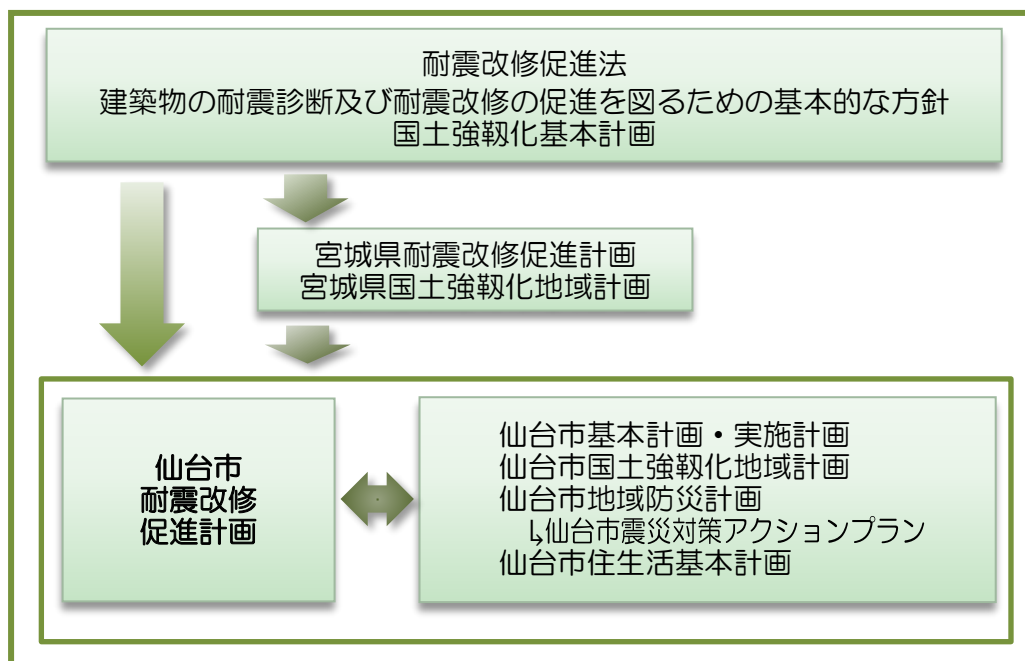 耐震改修促進法
建築物の耐震診断及び耐震改修の促進を図るための基本的な方針
国土強靱化基本計画
宮城県耐震改修促進計画
宮城県国土強靱化地域計画
仙台市
耐震改修
促進計画
仙台市基本計画・実施計画
仙台市国土強靱化地域計画
仙台市地域防災計画
↳仙台市震災対策アクションプラン
仙台市住生活基本計画